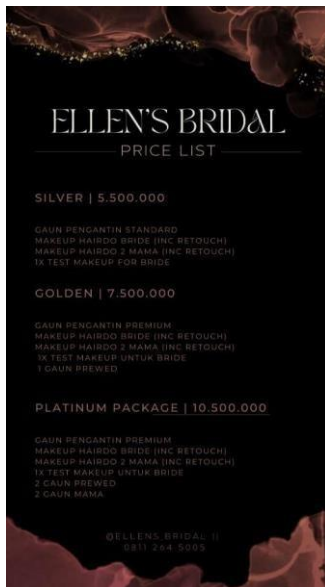 ELLEN'S BRIDAL
PRICE LIST
SILVER | 5.500.000
GAUN PENGANTIN STANDARD
MAKEUP HAIRDO BRIDE (INC RETOUCH)
MAKEUP HAIRDO 2 MAMA (INC RETOUCH)
1X TEST MAKEUP FOR BRIDE
GOLDEN | 7.500.000
GAUN PENGANTIN PREMIUM
MAKEUP HAIRDO BRIDE (INC RETOUCH)
MAKEUP HAIRDO 2 MAMA (INC RETOUCH)
1X TEST MAKEUP UNTUK BRIDE
1 GAUN PREWED
PLATINUM PACKAGE | 10.500.000
GAUN PENGANTIN PREMIUM
MAKEUP HAIRDO BRIDE (INC RETOUCH)
MAKEUP HAIRDO 2 MAMA (INC RETOUCH)
1X TEST MAKEUP UNTUK BRIDE
2 GAUN PREWED
2 GAUN MAMA
@ELLENS_BRIDAL
0811 264 5005